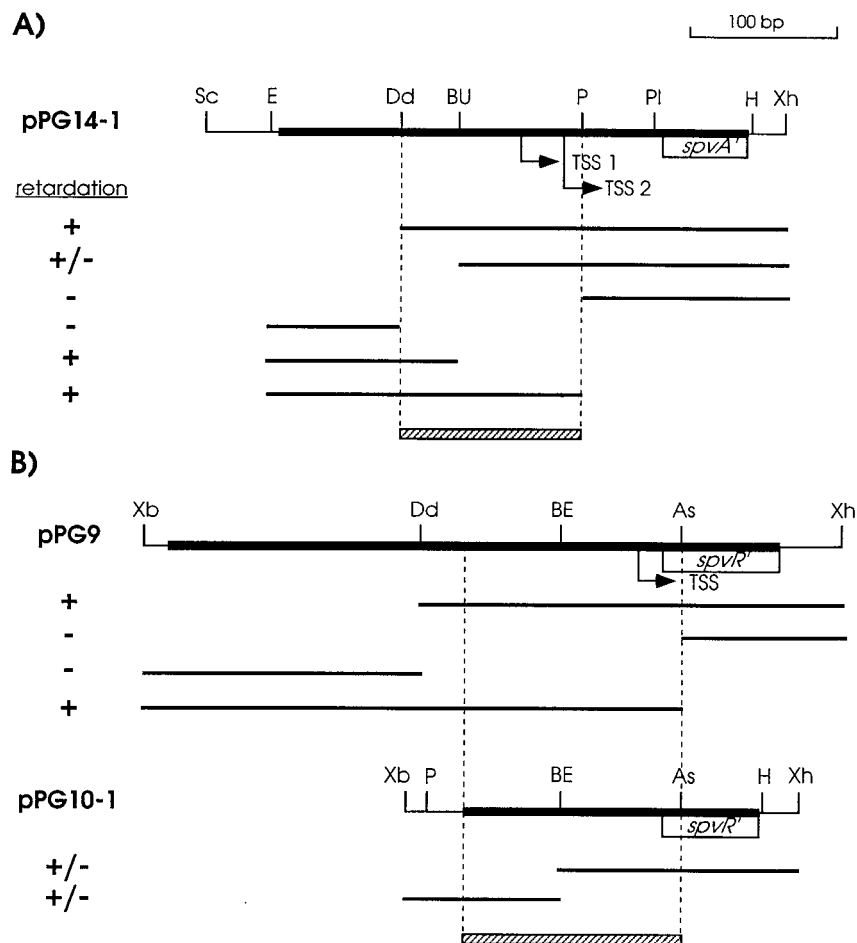 A)
100 bp
Sc E Dd BU P Pl H Xh
pPG14-1
spvA'
TSS 1
TSS 2
retardation
+
+/-
-
-
+
+
B)
Xb Dd BE As Xh
pPG9
spvR'
TSS
+
-
-
+
Xb P BE As H Xh
pPG10-1
spvR'
+/-
+/-